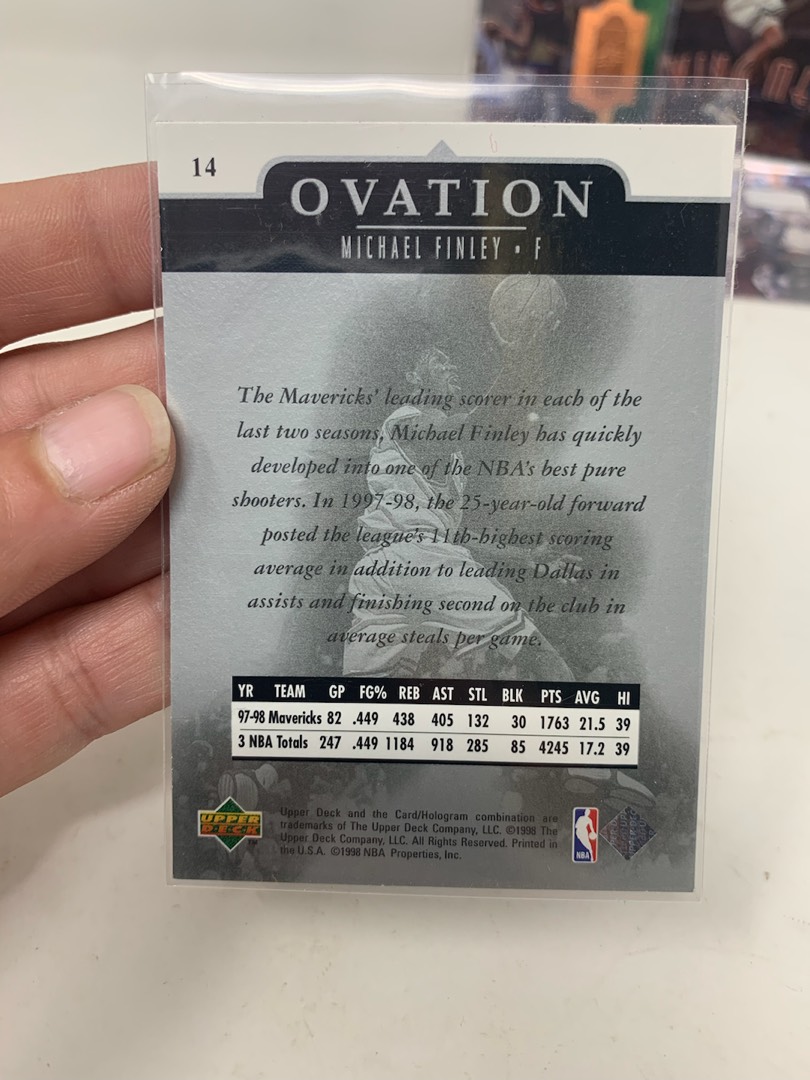 14
OVATION
MICHAEL FINLEY • F
The Mavericks' leading scorer in each of the
last two seasons, Michael Finley has quickly
developed into one of the NBA's best pure
shooters. In 1997-98, the 25-year-old forward
posted the league's 11th-highest scoring
average in addition to leading Dallas in
assists and finishing second on the club in
average steals per game.
YR TEAM GP FG% REB AST STL BLK PTS AVG HI
97-98 Mavericks 82 .449 438 405 132 30 1763 21.5 39
3 NBA Totals 247 .449 1184 918 285 85 4245 17.2 39
UPPER
DECK
Upper Deck and the Card/Hologram combination are
trademarks of The Upper Deck Company, LLC. ©1998 The
Upper Deck Company, LLC. All Rights Reserved. Printed in
the U.S.A. ©1998 NBA Properties, Inc.
NBA